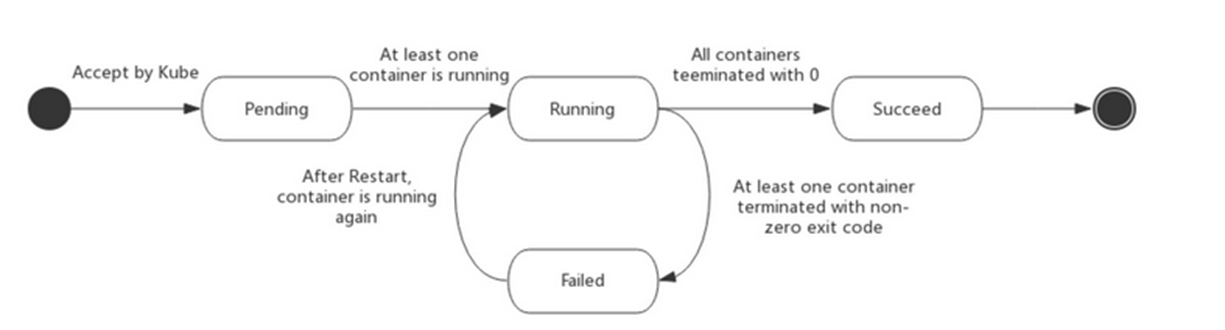 Accept by Kube
At least one
container is running
All containers
teeminated with 0
Pending
Running
Succeed
After Restart,
container is running
again
At least one container
terminated with non-
zero exit code
Failed